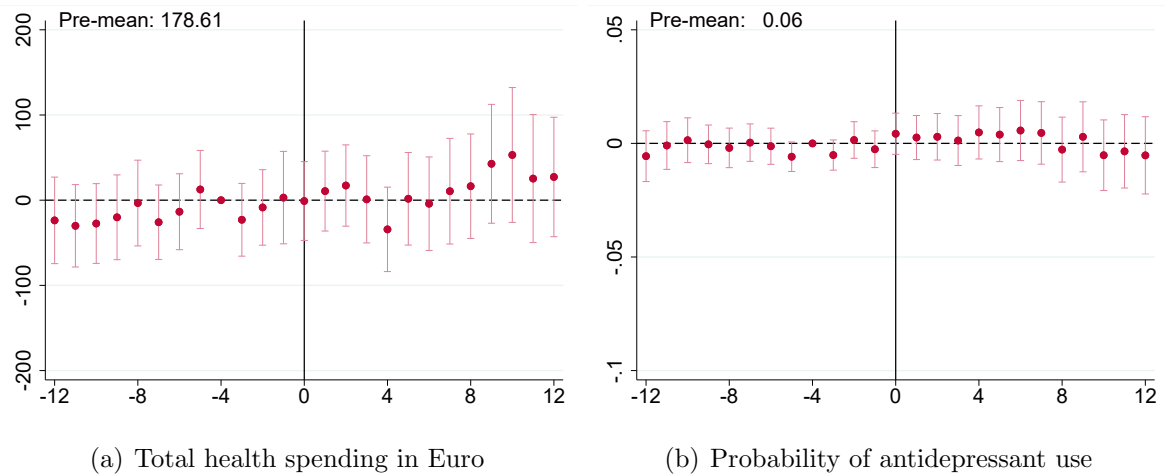 Pre-mean: 178.61
200
100
0
-100
-200
-12 -8 -4 0 4 8 12
(a) Total health spending in Euro
Pre-mean: 0.06
.05
0
-.05
-.1
-12 -8 -4 0 4 8 12
(b) Probability of antidepressant use